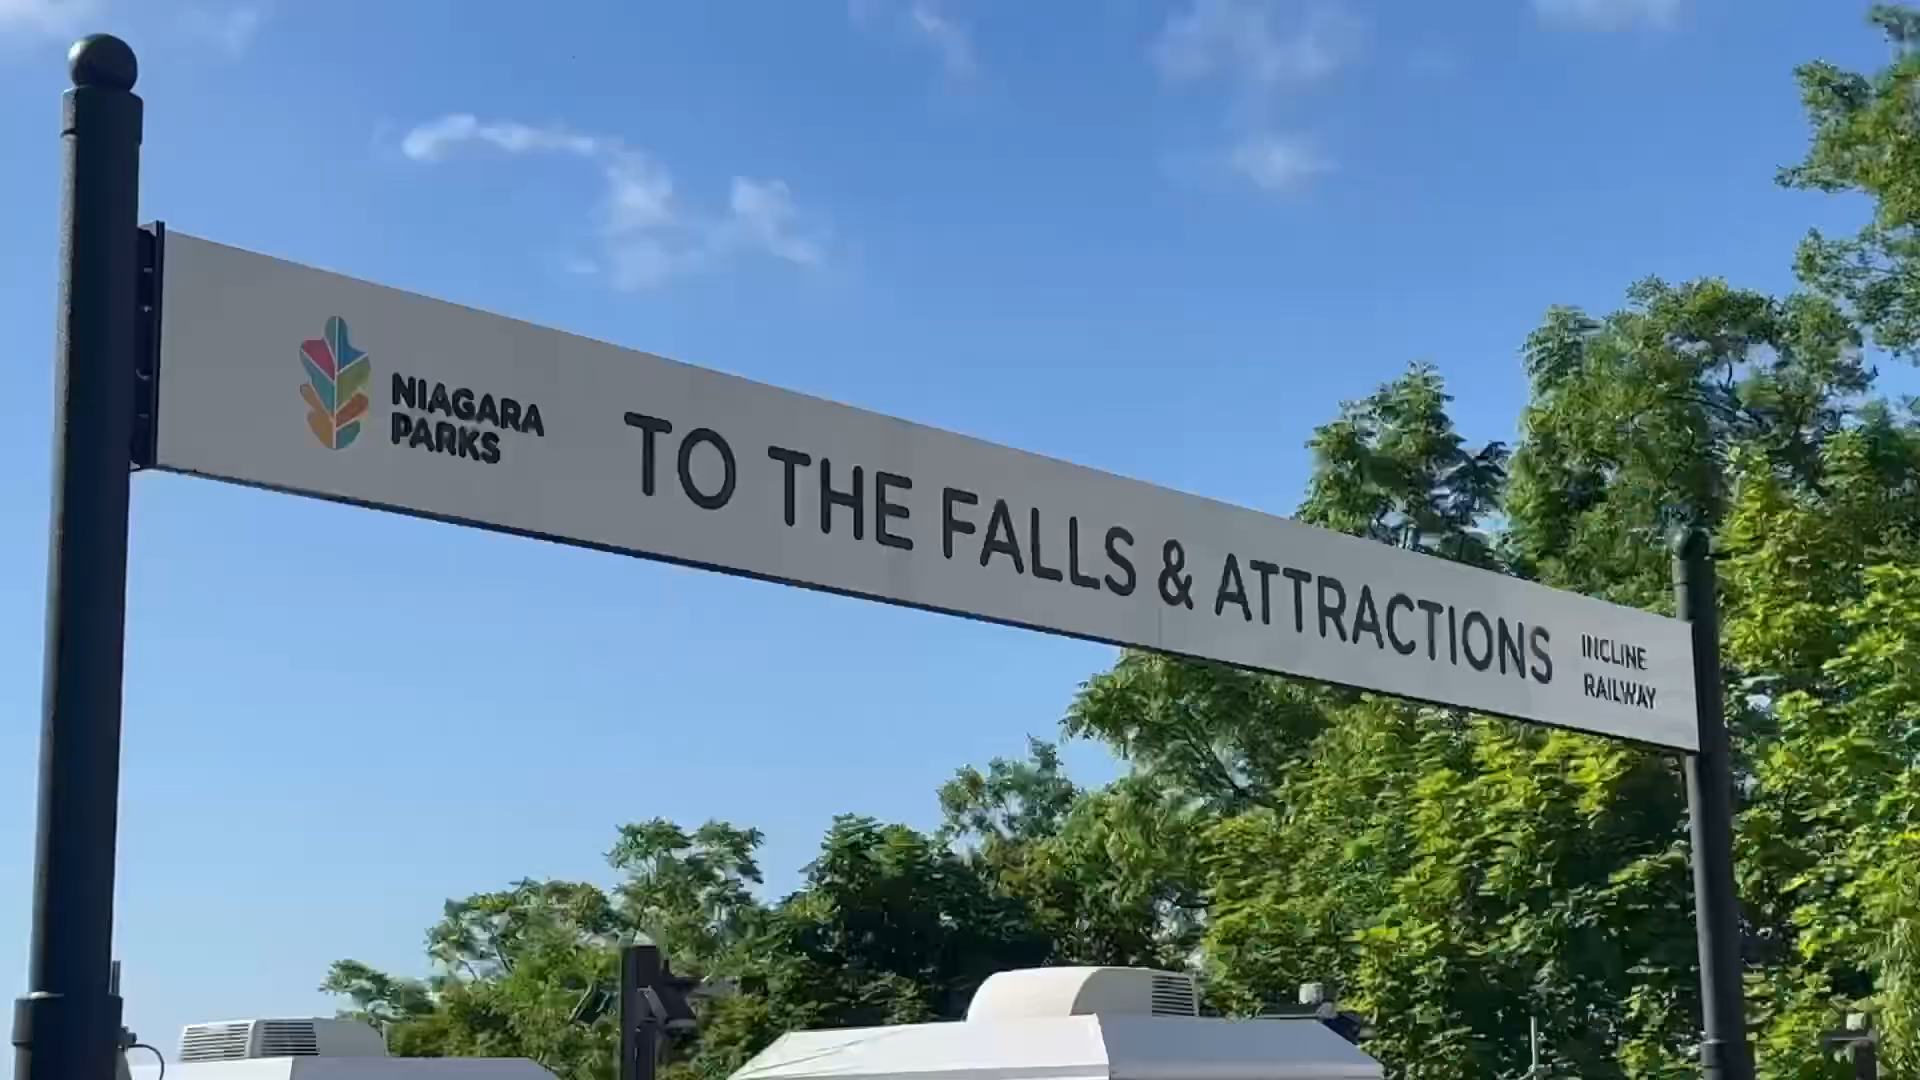 NIAGARA
PARKS
TO THE FALLS & ATTRACTIONS
INCLINE
RAILWAY